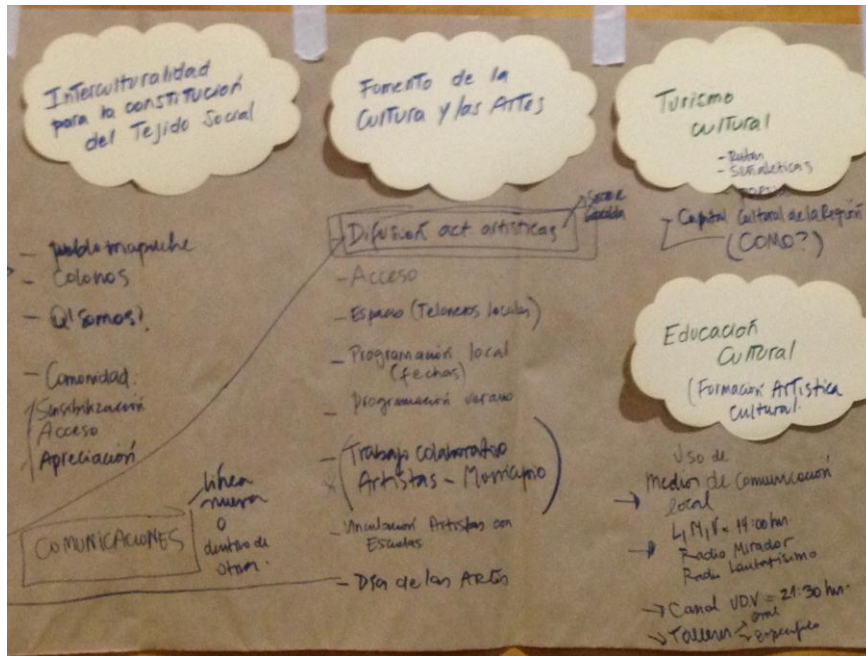 Interculturalidad
para la constitución
del Tejido Social
- pueblo mapuche
- Colonos
- Q! Somos?
- Comunidad.
Sensibilización
Acceso
Apreciación
COMUNICACIONES
línea
nueva
o
dentro de
otra.
Fomento de la
Cultura y las Artes
Difusión act artisticas
- Acceso
- Espacio (Teloneros locales)
- Programación local
(fechas)
- Programación verano
- Trabajo colaborativo
Artistas - Municipio
- Vinculación Artistas con
Escuelas
- Día de las Artes
Turismo
cultural
- Rutas
- Señaleticas
- Capital Cultural de la Región
(COMO?)
Educación
Cultural
(Formación Artistica
Cultural.
Uso de
medios de comunicación
local
L, M, V = 14:00 hrs.
Radio Mirador
Radio Lautarisimo
→ Canal UDV = 21:30 hrs.
→ Talleres